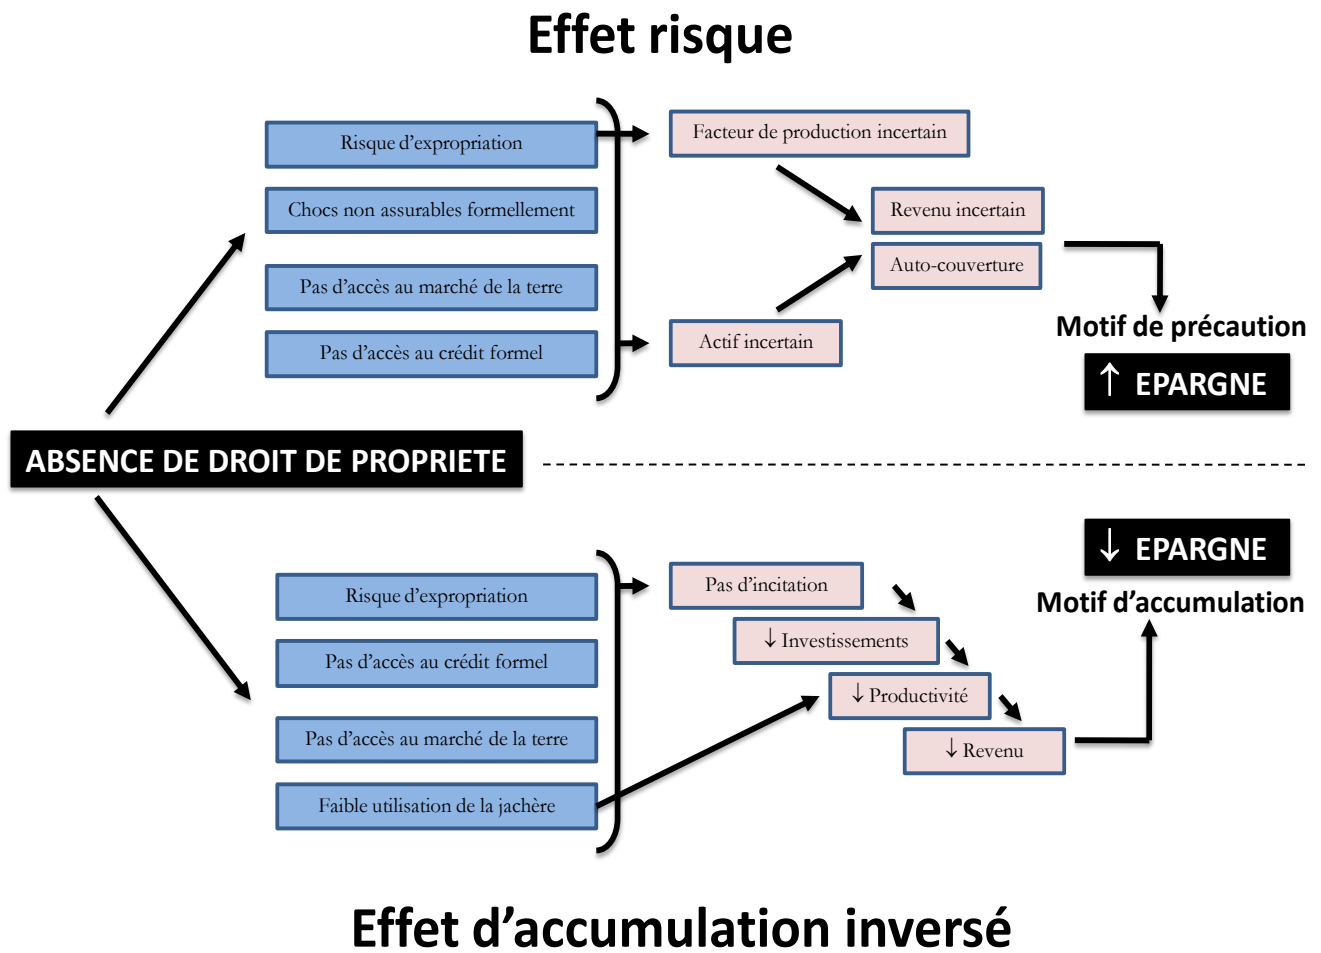 Effet risque
Risque d'expropriation
Chocs non assurables formellement
Pas d'accès au marché de la terre
Pas d'accès au crédit formel
Facteur de production incertain
Revenu incertain
Auto-couverture
Actif incertain
Motif de précaution
↑ EPARGNE
ABSENCE DE DROIT DE PROPRIETE
↓ EPARGNE
Motif d'accumulation
Risque d'expropriation
Pas d'accès au crédit formel
Pas d'accès au marché de la terre
Faible utilisation de la jachère
Pas d'incitation
↓ Investissements
↓ Productivité
↓ Revenu
Effet d'accumulation inversé